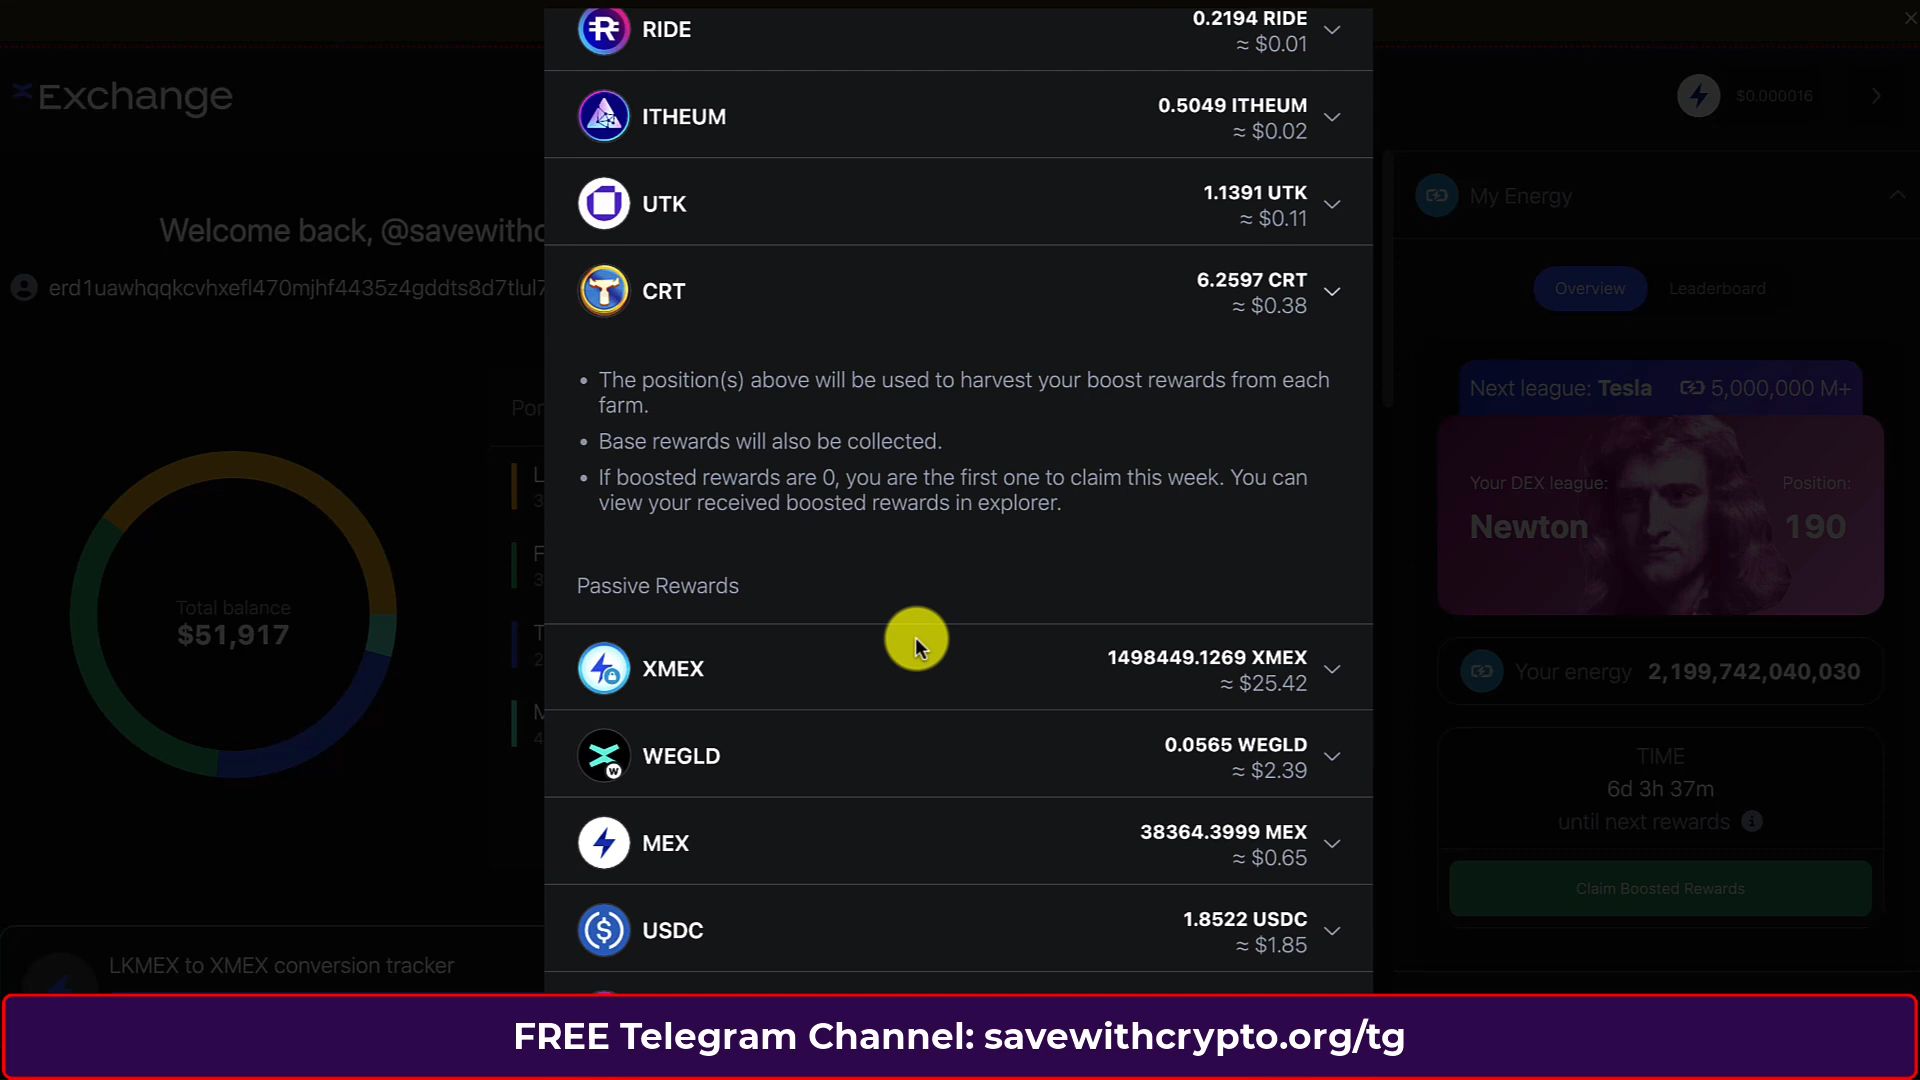 Exchange
$0.000016
Welcome back, @savewithc
erd1uawhqqkcvhxefl470mjhf4435z4gddts8d7tlul7
Por
L
3
F
3
T
2
M
4
Total balance
$51,917
LKMEX to XMEX conversion tracker
RIDE
0.2194 RIDE
≈ $0.01
ITHEUM
0.5049 ITHEUM
≈ $0.02
UTK
1.1391 UTK
≈ $0.11
CRT
6.2597 CRT
≈ $0.38
• The position(s) above will be used to harvest your boost rewards from each
farm.
• Base rewards will also be collected.
• If boosted rewards are 0, you are the first one to claim this week. You can
view your received boosted rewards in explorer.
Passive Rewards
XMEX
1498449.1269 XMEX
≈ $25.42
WEGLD
0.0565 WEGLD
≈ $2.39
MEX
38364.3999 MEX
≈ $0.65
USDC
1.8522 USDC
≈ $1.85
My Energy
Overview
Leaderboard
Next league: Tesla
5,000,000 M+
Your DEX league:
Newton
Position:
190
Your energy
2,199,742,040,030
TIME
6d 3h 37m
until next rewards
Claim Boosted Rewards
FREE Telegram Channel: savewithcrypto.org/tg